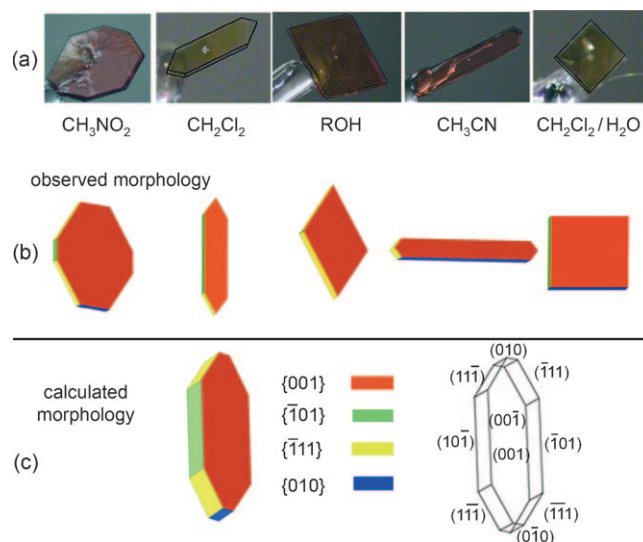 (a)
CH₃NO₂ CH₂Cl₂ ROH CH₃CN CH₂Cl₂ / H₂O
observed morphology
(b)
calculated
morphology
(c)
{001}
{1̄01}
{1̄11}
{010}
(010)
(111̄) (1̄11)
(001̄)
(101̄) (001) (1̄01)
(11̄1̄) (1̄1̄1)
(01̄0)